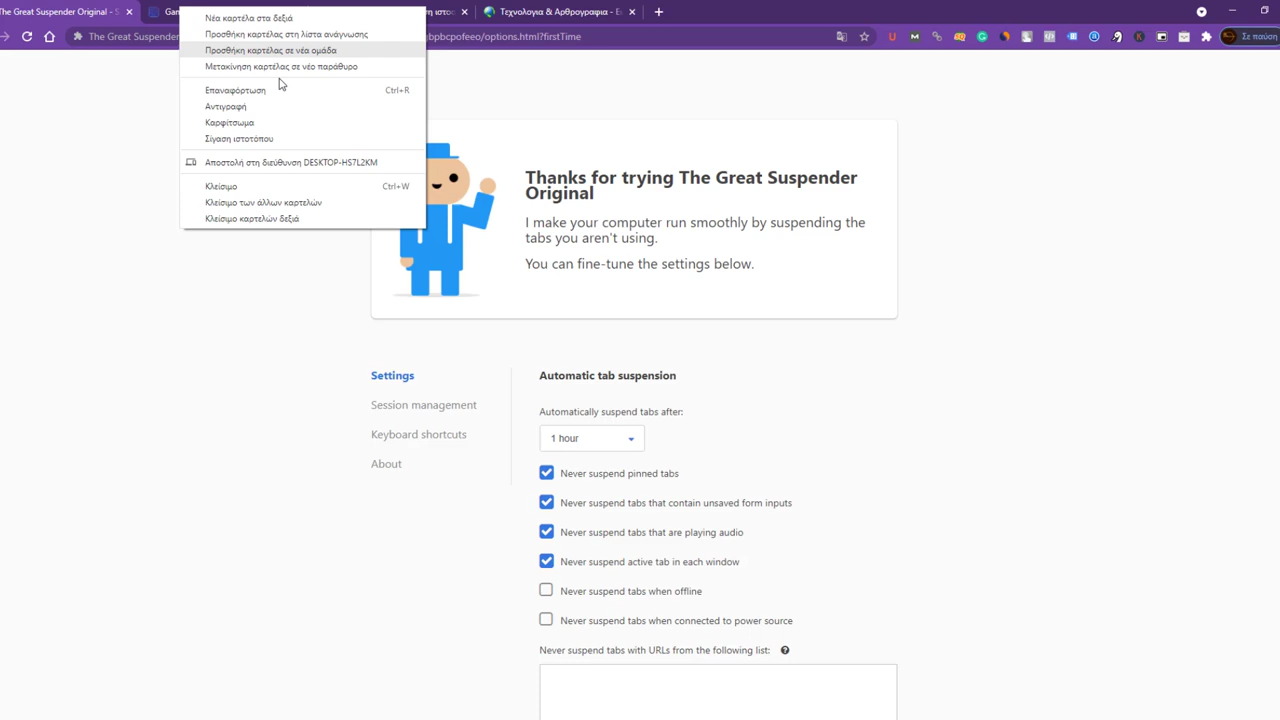 The Great Suspender Original -
Gam
η ιστος
Τεχνολογια & Αρθρογραφια - Ε
The Great Suspender
bpbcpofeeo/options.html?firstTime
Σε παύση
Νέα καρτέλα στα δεξιά
Προσθήκη καρτέλας στη λίστα ανάγνωσης
Προσθήκη καρτέλας σε νέα ομάδα
Μετακίνηση καρτέλας σε νέο παράθυρο
Επαναφόρτωση Ctrl+R
Αντιγραφή
Καρφίτσωμα
Σίγαση ιστοτόπου
Αποστολή στη διεύθυνση DESKTOP-HS7L2KM
Κλείσιμο Ctrl+W
Κλείσιμο των άλλων καρτελών
Κλείσιμο καρτελών δεξιά
Thanks for trying The Great Suspender
Original
I make your computer run smoothly by suspending the
tabs you aren't using.
You can fine-tune the settings below.
Settings
Session management
Keyboard shortcuts
About
Automatic tab suspension
Automatically suspend tabs after:
1 hour
Never suspend pinned tabs
Never suspend tabs that contain unsaved form inputs
Never suspend tabs that are playing audio
Never suspend active tab in each window
Never suspend tabs when offline
Never suspend tabs when connected to power source
Never suspend tabs with URLs from the following list: